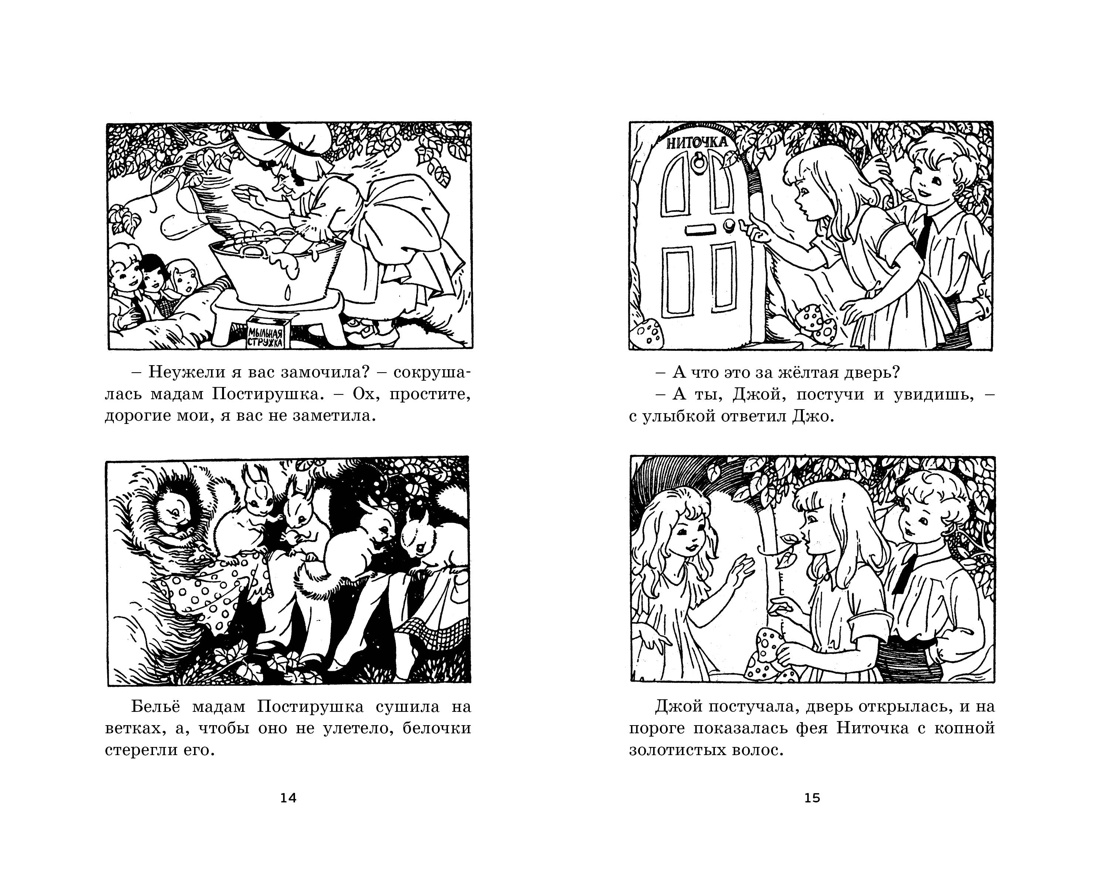 МЫЛЬНАЯ
СТРУЖКА
– Неужели я вас замочила? – сокруша-
лась мадам Постирушка. – Ох, простите,
дорогие мои, я вас не заметила.
Бельё мадам Постирушка сушила на
ветках, а, чтобы оно не улетело, белочки
стерегли его.
14
НИТОЧКА
– А что это за жёлтая дверь?
– А ты, Джой, постучи и увидишь, –
с улыбкой ответил Джо.
Джой постучала, дверь открылась, и на
пороге показалась фея Ниточка с копной
золотистых волос.
15